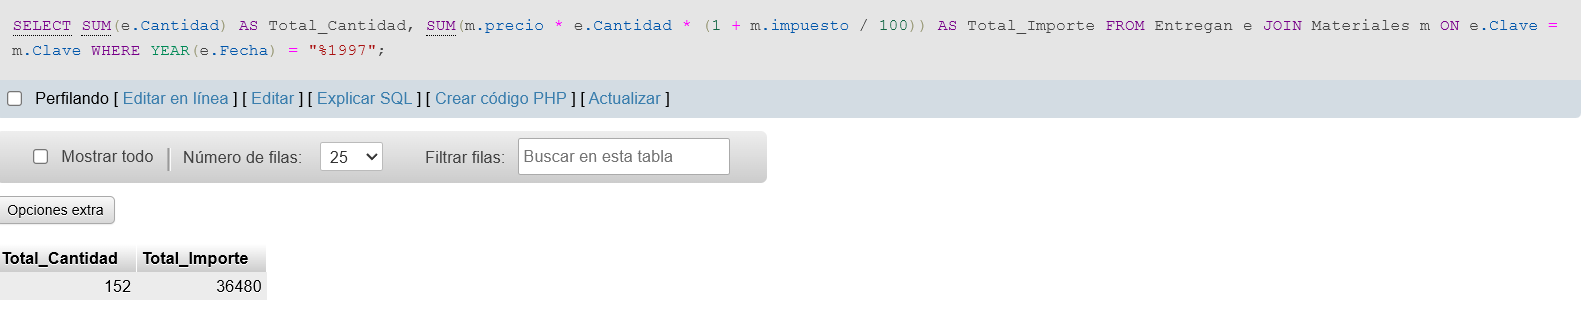 SELECT SUM(e.Cantidad) AS Total_Cantidad, SUM(m.precio * e.Cantidad * (1 + m.impuesto / 100)) AS Total_Importe FROM Entregan e JOIN Materiales m ON e.Clave =
m.Clave WHERE YEAR(e.Fecha) = "%1997";
Perfilando [ Editar en línea ] [ Editar ] [ Explicar SQL ] [ Crear código PHP ] [ Actualizar ]
Mostrar todo Número de filas: 25 Filtrar filas: Buscar en esta tabla
Opciones extra
Total_Cantidad Total_Importe
152 36480